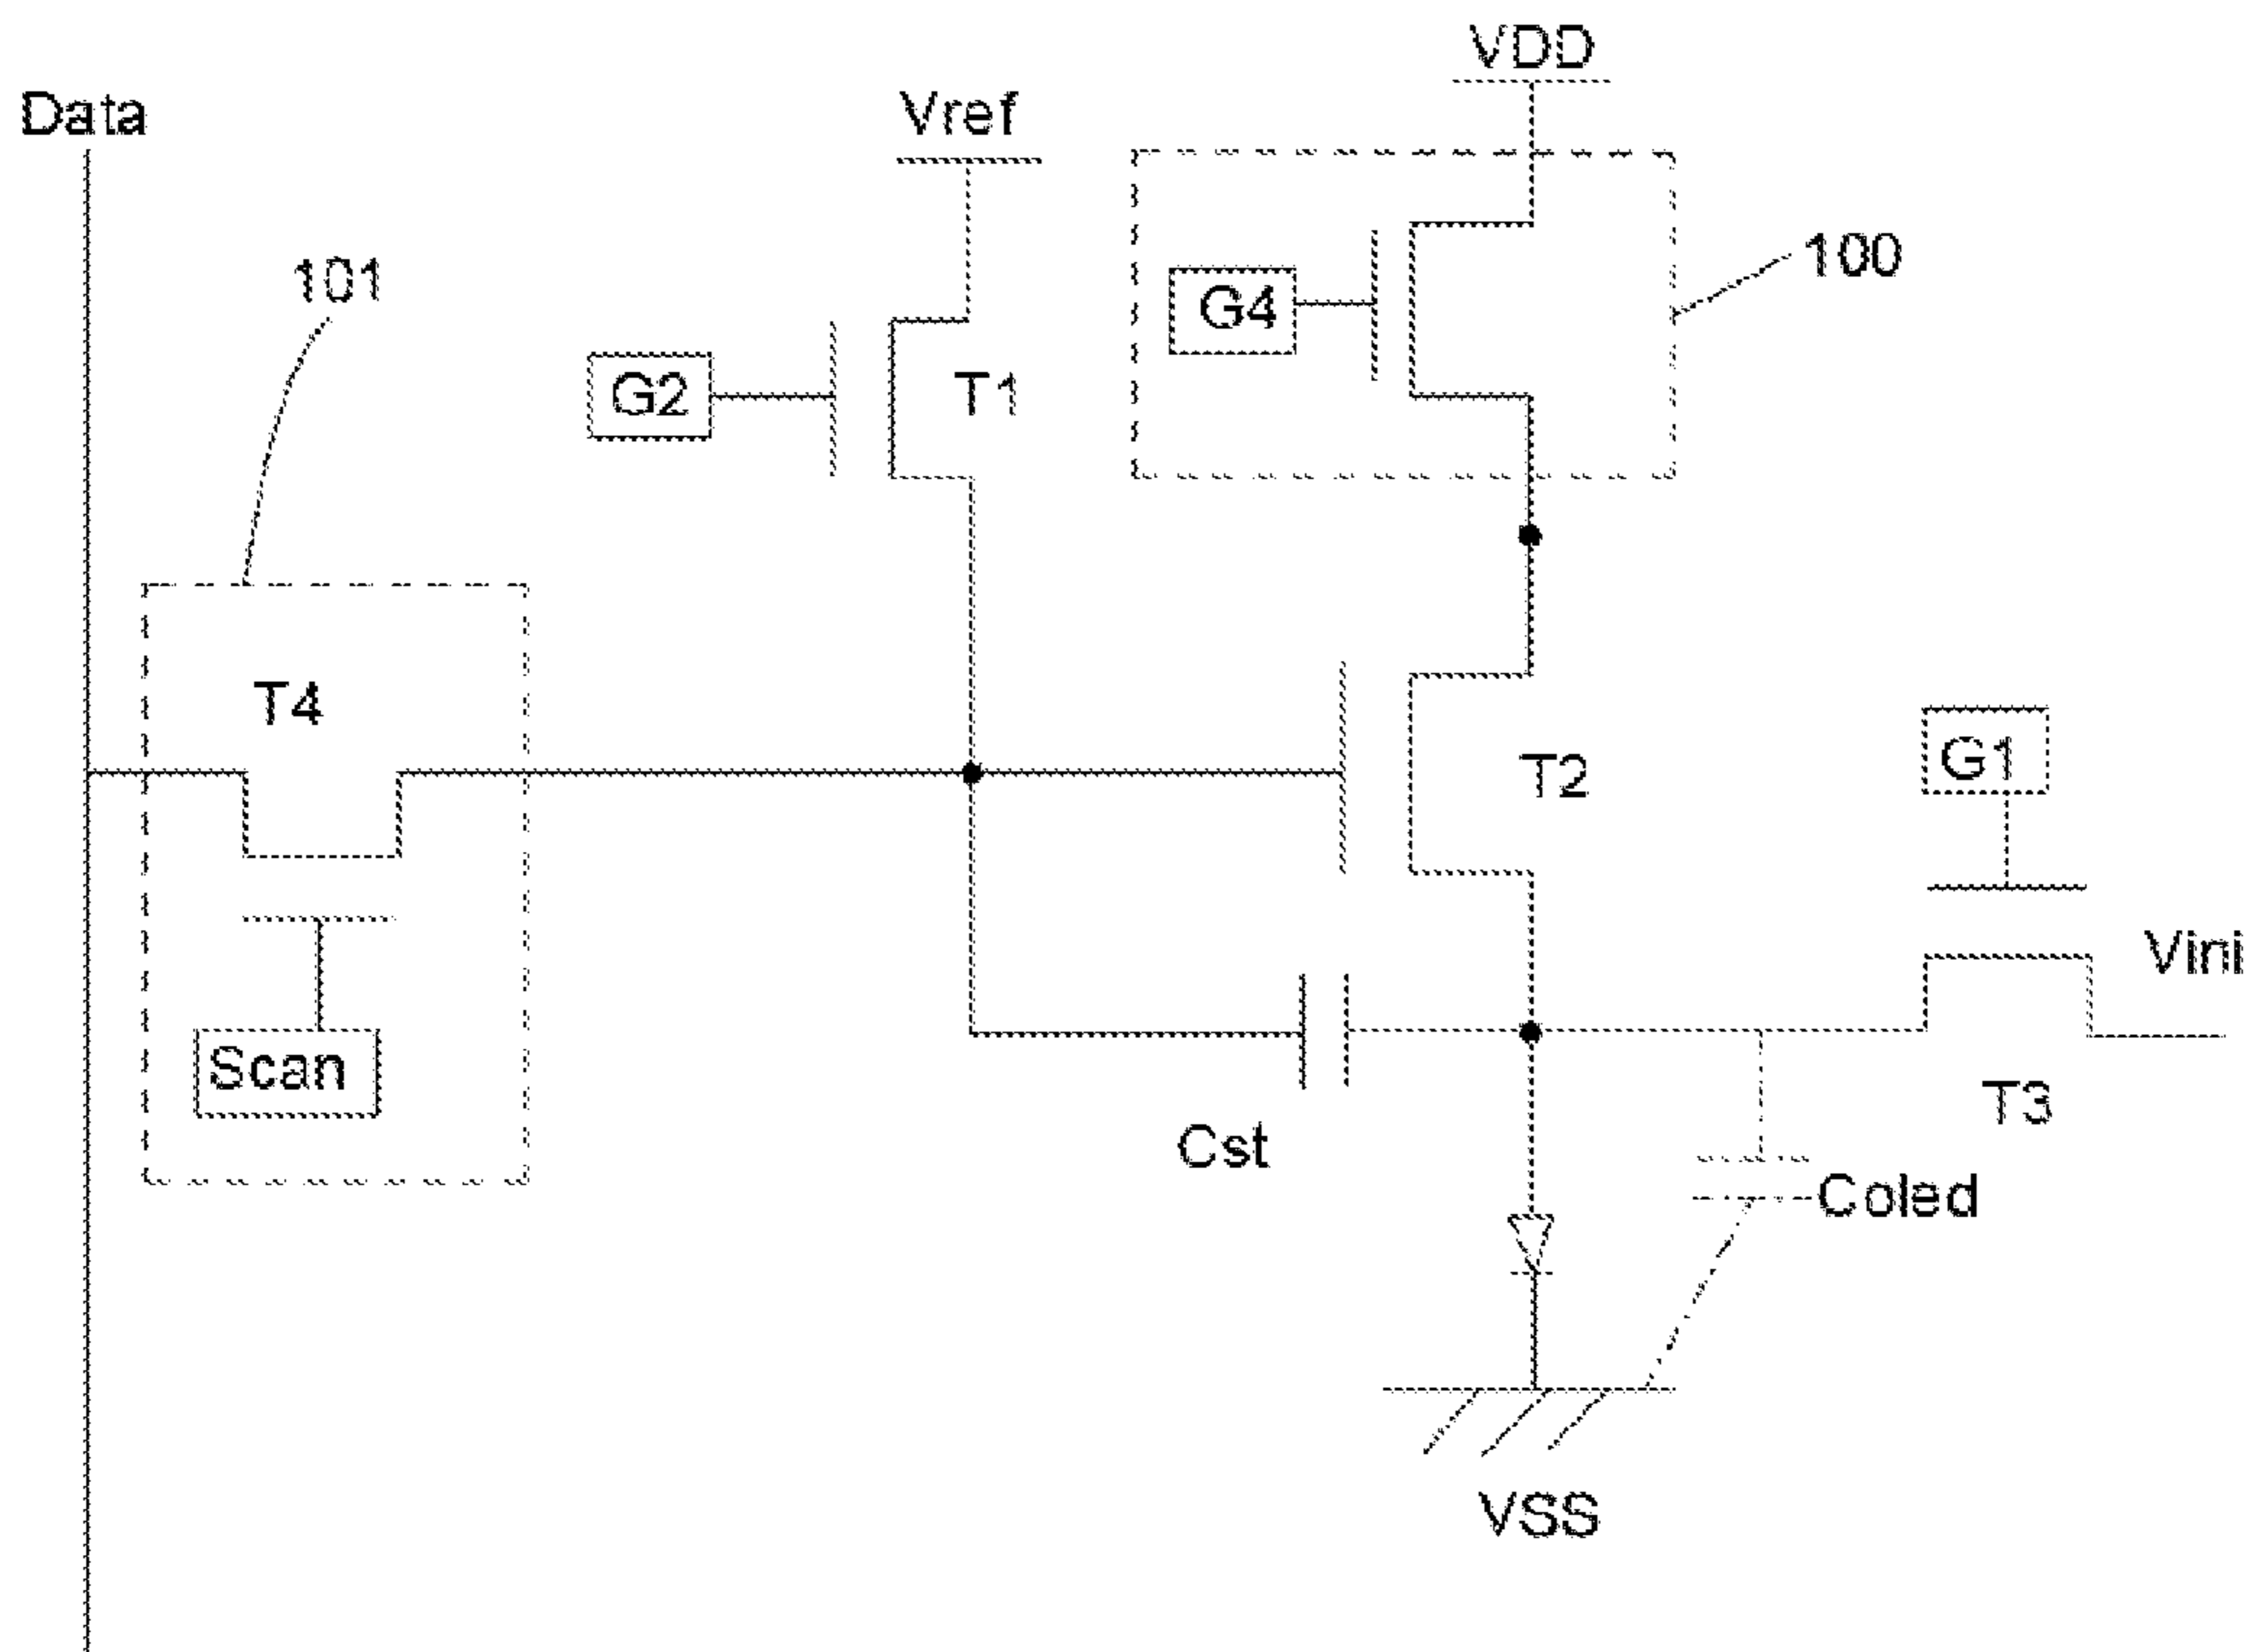 VDD
Data
Vref
101
100
G4
G2
T1
T4
T2
G1
Vini
Scan
T3
Cst
Coled
VSS